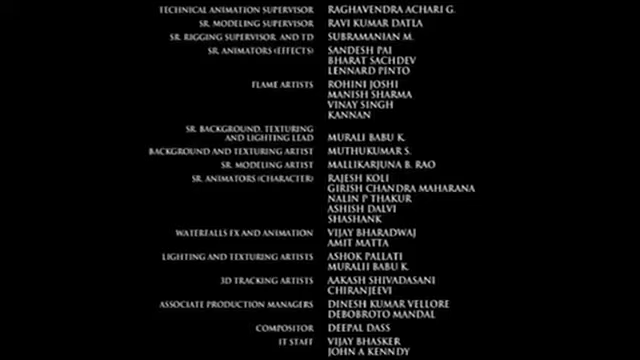 TECHNICAL ANIMATION SUPERVISOR RAGHAVENDRA ACHARI G.
SR. MODELING SUPERVISOR RAVI KUMAR DATLA
SR. RIGGING SUPERVISOR AND TD SUBRAMANIAN M.
SR. ANIMATORS (EFFECTS) SANDESH PAI
BHARAT SACHDEV
LENNARD PINTO
FLAME ARTISTS ROHINI JOSHI
MANISH SHARMA
VINAY SINGH
KANNAN
SR. BACKGROUND, TEXTURING
AND LIGHTING LEAD MURALI BABU K.
BACKGROUND AND TEXTURING ARTIST MUTHUKUMAR S.
SR. MODELING ARTIST MALLIKARJUNA B. RAO
SR. ANIMATORS (CHARACTER) RAJESH KOLI
GIRISH CHANDRA MAHARANA
NALIN P THAKUR
ASHISH DALVI
SHASHANK
WATERFALLS FX AND ANIMATION VIJAY BHARADWAJ
AMIT MATTA
LIGHTING AND TEXTURING ARTISTS ASHOK PALLATI
MURALII BABU K.
3D TRACKING ARTISTS AAKASH SHIVADASANI
CHIRANJEEVI
ASSOCIATE PRODUCTION MANAGERS DINESH KUMAR VELLORE
DEBOBROTO MANDAL
COMPOSITOR DEEPAL DASS
IT STAFF VIJAY BHASKER
JOHN A KENNDY